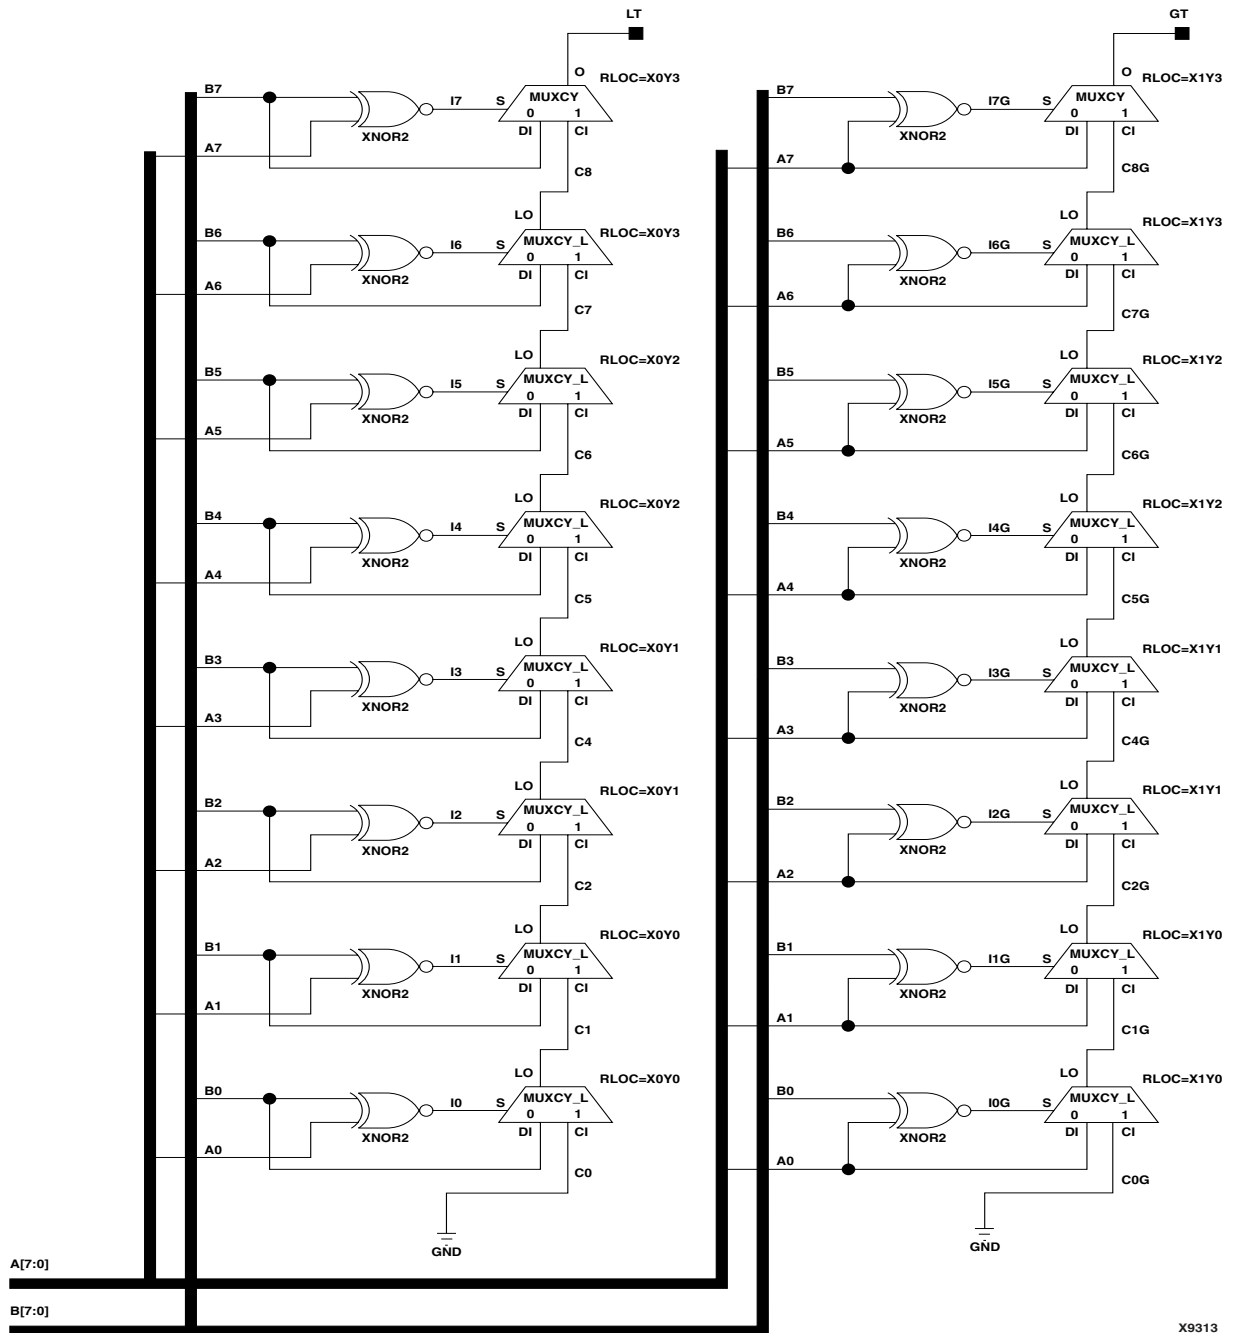 LT
GT
O RLOC=X0Y3
O RLOC=X1Y3
B7 I7 S MUXCY
0 1
XNOR2 DI CI
A7 C8
B7 I7G S MUXCY
0 1
XNOR2 DI CI
A7 C8G
LO RLOC=X0Y3
B6 I6 S MUXCY_L
0 1
XNOR2 DI CI
A6 C7
LO RLOC=X1Y3
B6 I6G S MUXCY_L
0 1
XNOR2 DI CI
A6 C7G
LO RLOC=X0Y2
B5 I5 S MUXCY_L
0 1
XNOR2 DI CI
A5 C6
LO RLOC=X1Y2
B5 I5G S MUXCY_L
0 1
XNOR2 DI CI
A5 C6G
LO RLOC=X0Y2
B4 I4 S MUXCY_L
0 1
XNOR2 DI CI
A4 C5
LO RLOC=X1Y2
B4 I4G S MUXCY_L
0 1
XNOR2 DI CI
A4 C5G
LO RLOC=X0Y1
B3 I3 S MUXCY_L
0 1
XNOR2 DI CI
A3 C4
LO RLOC=X1Y1
B3 I3G S MUXCY_L
0 1
XNOR2 DI CI
A3 C4G
LO RLOC=X0Y1
B2 I2 S MUXCY_L
0 1
XNOR2 DI CI
A2 C2
LO RLOC=X1Y1
B2 I2G S MUXCY_L
0 1
XNOR2 DI CI
A2 C2G
LO RLOC=X0Y0
B1 I1 S MUXCY_L
0 1
XNOR2 DI CI
A1 C1
LO RLOC=X1Y0
B1 I1G S MUXCY_L
0 1
XNOR2 DI CI
A1 C1G
LO RLOC=X0Y0
B0 I0 S MUXCY_L
0 1
XNOR2 DI CI
A0 C0
GND
LO RLOC=X1Y0
B0 I0G S MUXCY_L
0 1
XNOR2 DI CI
A0 C0G
GND
A[7:0]
B[7:0]
X9313